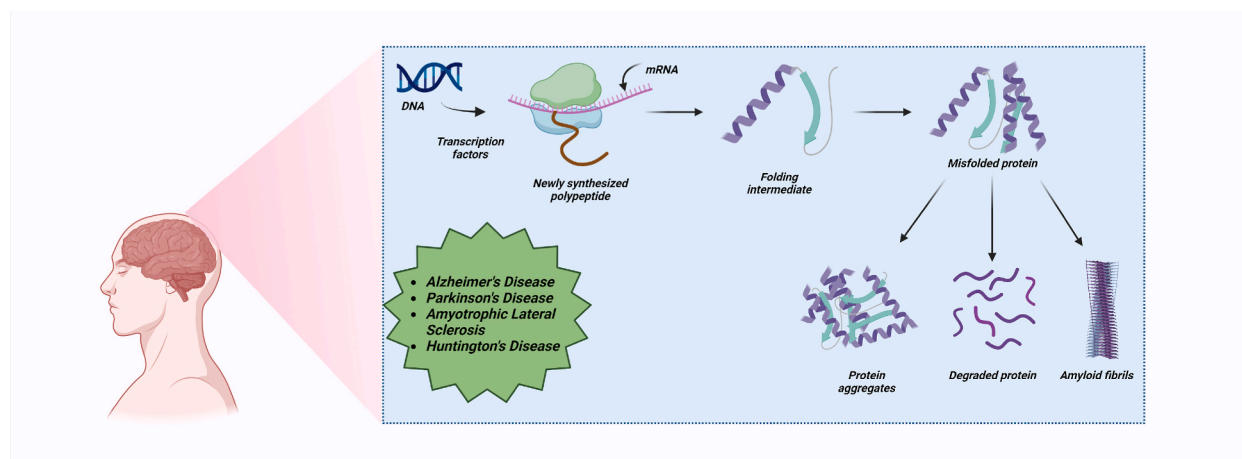 DNA
mRNA
Transcription
factors
Newly synthesized
polypeptide
Folding
intermediate
Misfolded protein
• Alzheimer's Disease
• Parkinson's Disease
• Amyotrophic Lateral
Sclerosis
• Huntington's Disease
Protein
aggregates
Degraded protein
Amyloid fibrils